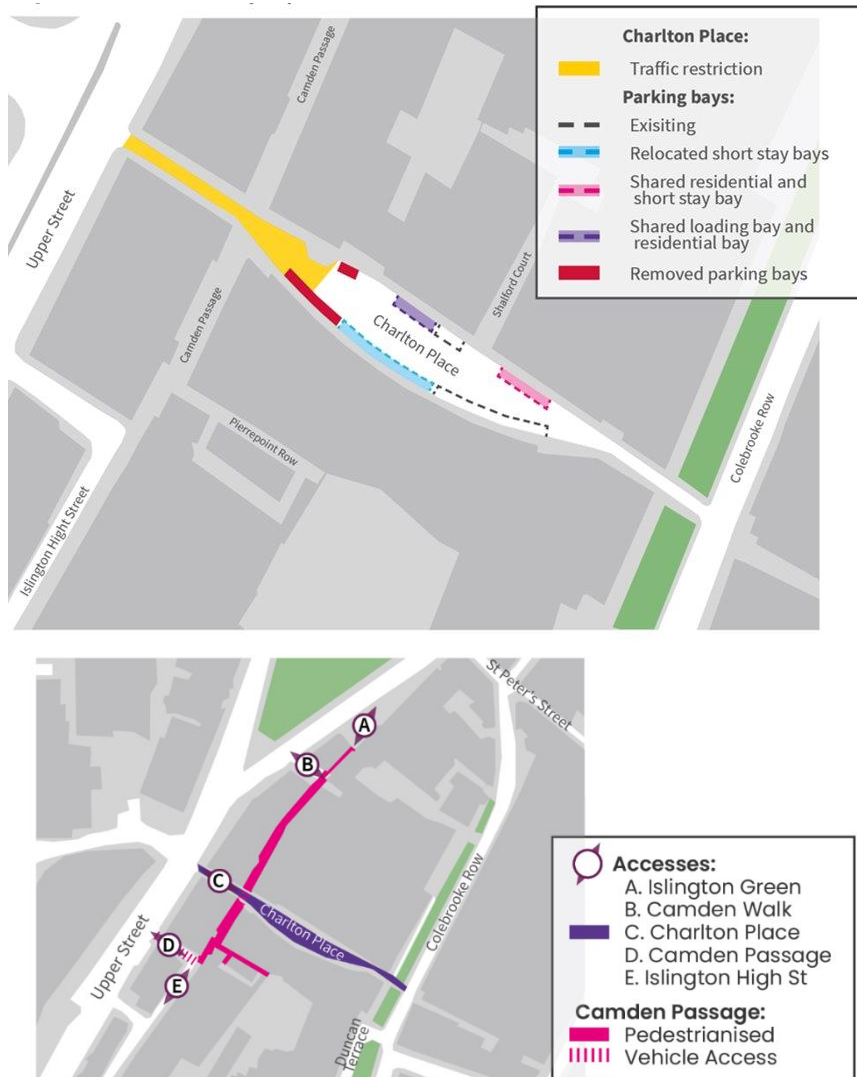 Charlton Place:
Traffic restriction
Parking bays:
Exisiting
Relocated short stay bays
Shared residential and
short stay bay
Shared loading bay and
residential bay
Removed parking bays
Camden Passage
Upper Street
Camden Passage
Charlton Place
Shalford Court
Pierrepoint Row
Colebrooke Row
Islington Hight Street
St Peter's Street
A
B
C
Charlton Place
Colebrooke Row
Upper Street
D
E
Duncan
Terrace
Accesses:
A. Islington Green
B. Camden Walk
C. Charlton Place
D. Camden Passage
E. Islington High St
Camden Passage:
Pedestrianised
Vehicle Access